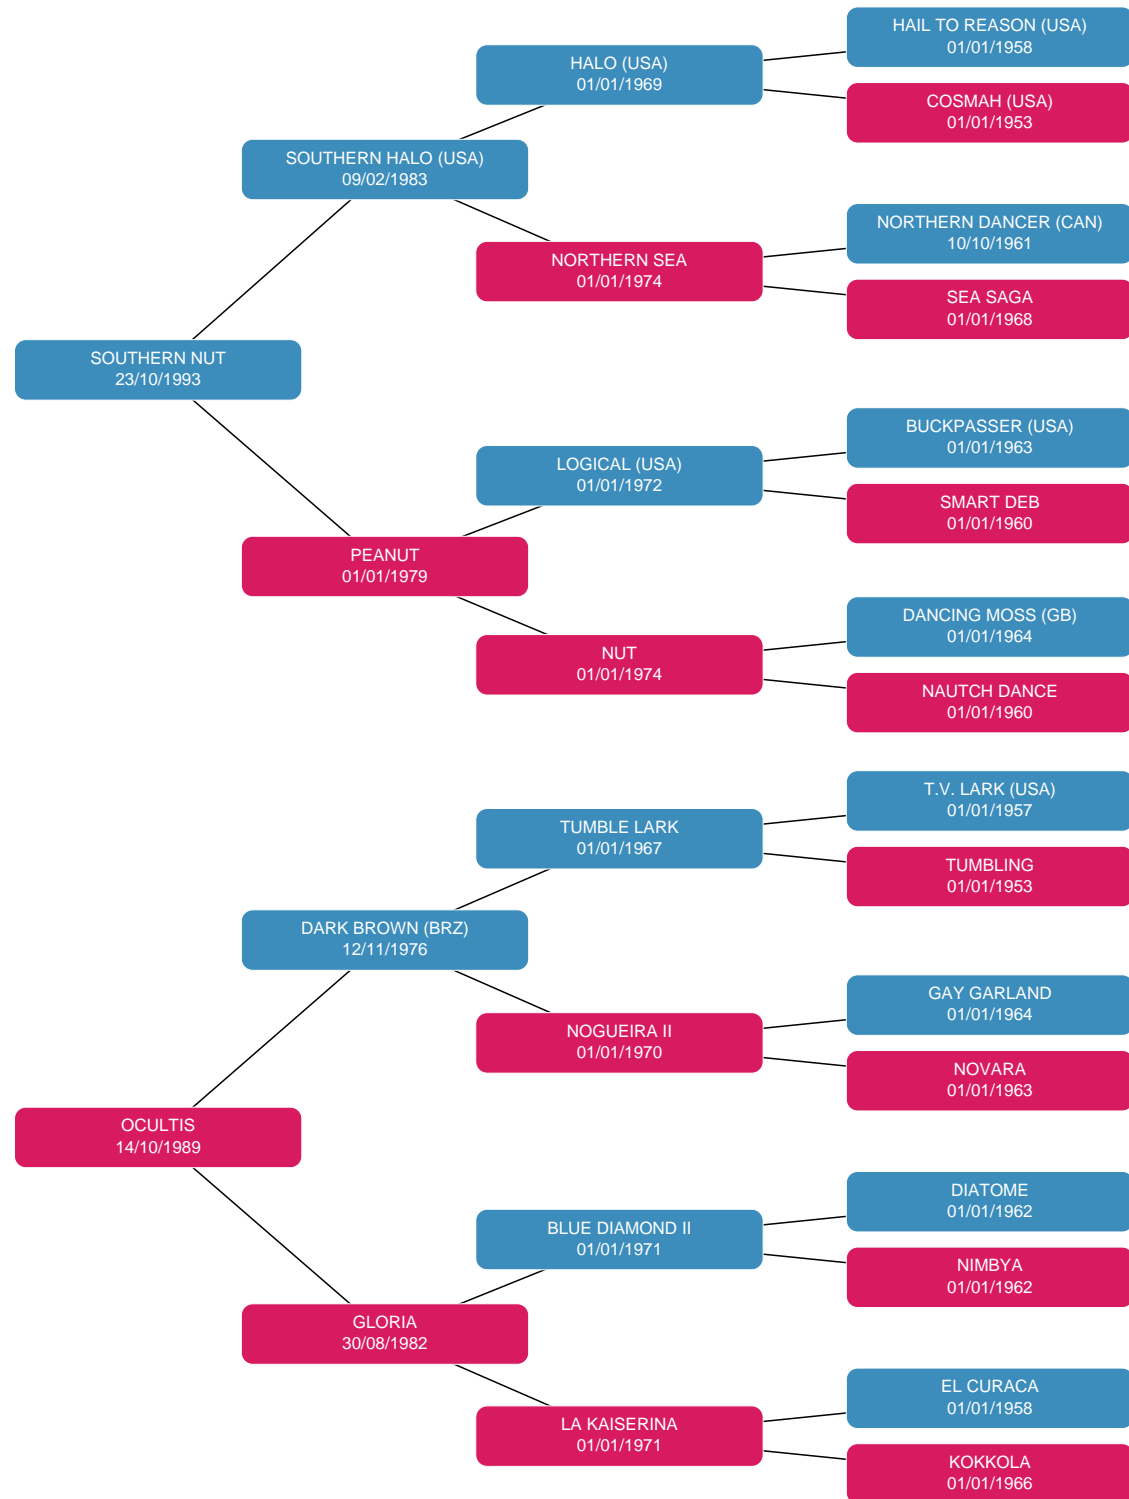 HAIL TO REASON (USA)
01/01/1958
HALO (USA)
01/01/1969
COSMAH (USA)
01/01/1953
SOUTHERN HALO (USA)
09/02/1983
NORTHERN DANCER (CAN)
10/10/1961
NORTHERN SEA
01/01/1974
SEA SAGA
01/01/1968
SOUTHERN NUT
23/10/1993
BUCKPASSER (USA)
01/01/1963
LOGICAL (USA)
01/01/1972
SMART DEB
01/01/1960
PEANUT
01/01/1979
DANCING MOSS (GB)
01/01/1964
NUT
01/01/1974
NAUTCH DANCE
01/01/1960
T.V. LARK (USA)
01/01/1957
TUMBLE LARK
01/01/1967
TUMBLING
01/01/1953
DARK BROWN (BRZ)
12/11/1976
GAY GARLAND
01/01/1964
NOGUEIRA II
01/01/1970
NOVARA
01/01/1963
OCULTIS
14/10/1989
DIATOME
01/01/1962
BLUE DIAMOND II
01/01/1971
NIMBYA
01/01/1962
GLORIA
30/08/1982
EL CURACA
01/01/1958
LA KAISERINA
01/01/1971
KOKKOLA
01/01/1966